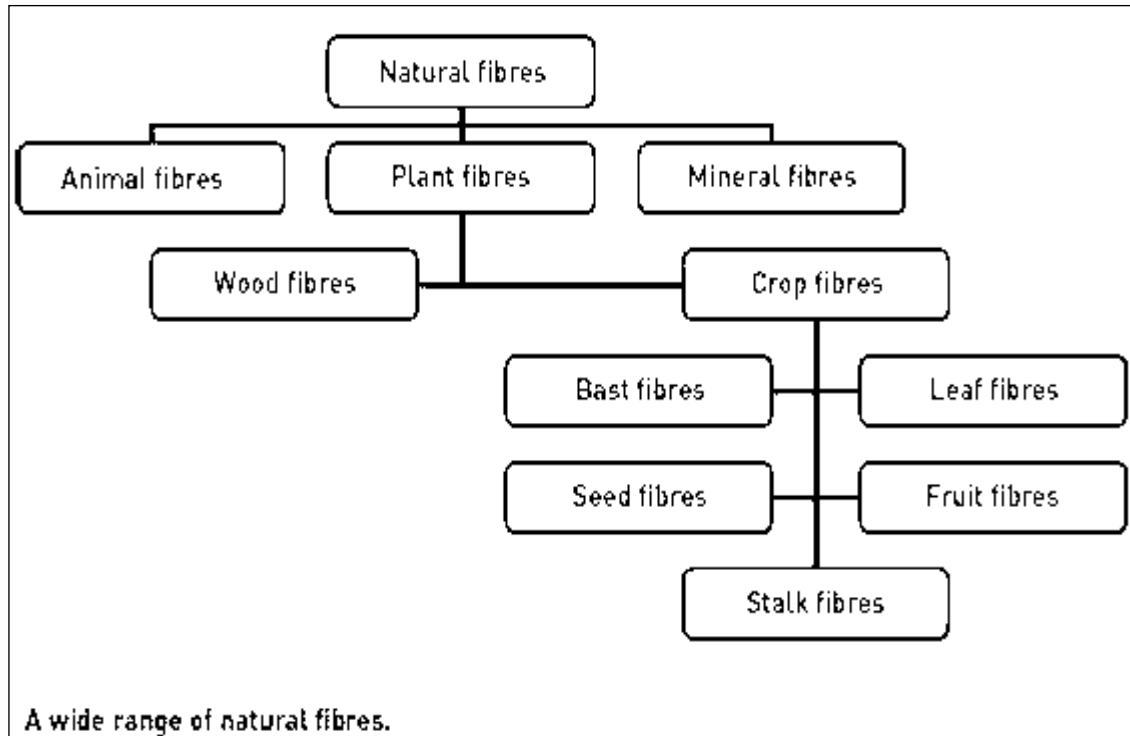 Natural fibres
Animal fibres
Plant fibres
Mineral fibres
Wood fibres
Crop fibres
Bast fibres
Leaf fibres
Seed fibres
Fruit fibres
Stalk fibres
A wide range of natural fibres.